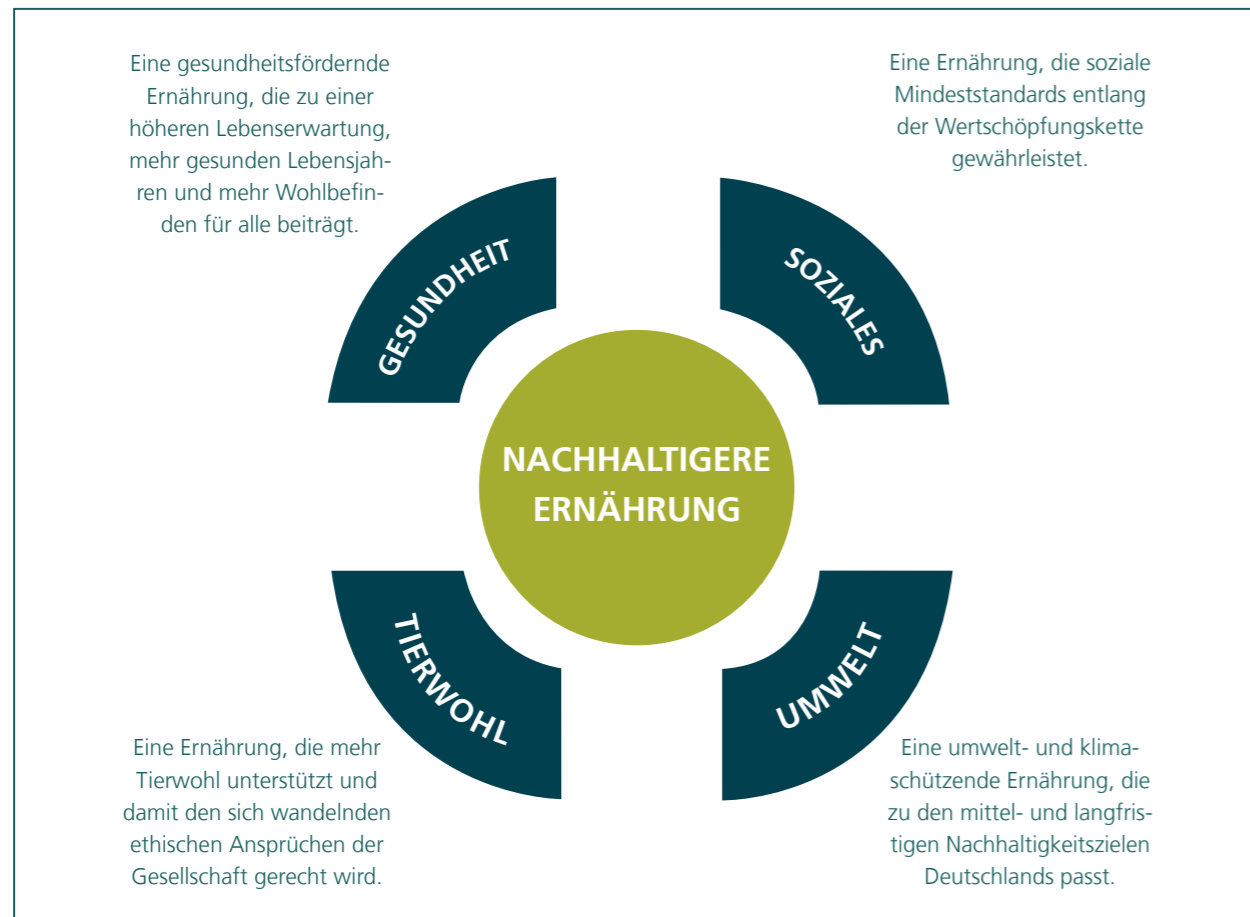 Eine gesundheitsfördernde
Ernährung, die zu einer
höheren Lebenserwartung,
mehr gesunden Lebensjah-
ren und mehr Wohlbefin-
den für alle beiträgt.
Eine Ernährung, die soziale
Mindeststandards entlang
der Wertschöpfungskette
gewährleistet.
GESUNDHEIT
SOZIALES
NACHHALTIGERE
ERNÄHRUNG
TIERWOHL
UMWELT
Eine Ernährung, die mehr
Tierwohl unterstützt und
damit den sich wandelnden
ethischen Ansprüchen der
Gesellschaft gerecht wird.
Eine umwelt- und klima-
schützende Ernährung, die
zu den mittel- und langfris-
tigen Nachhaltigkeitszielen
Deutschlands passt.